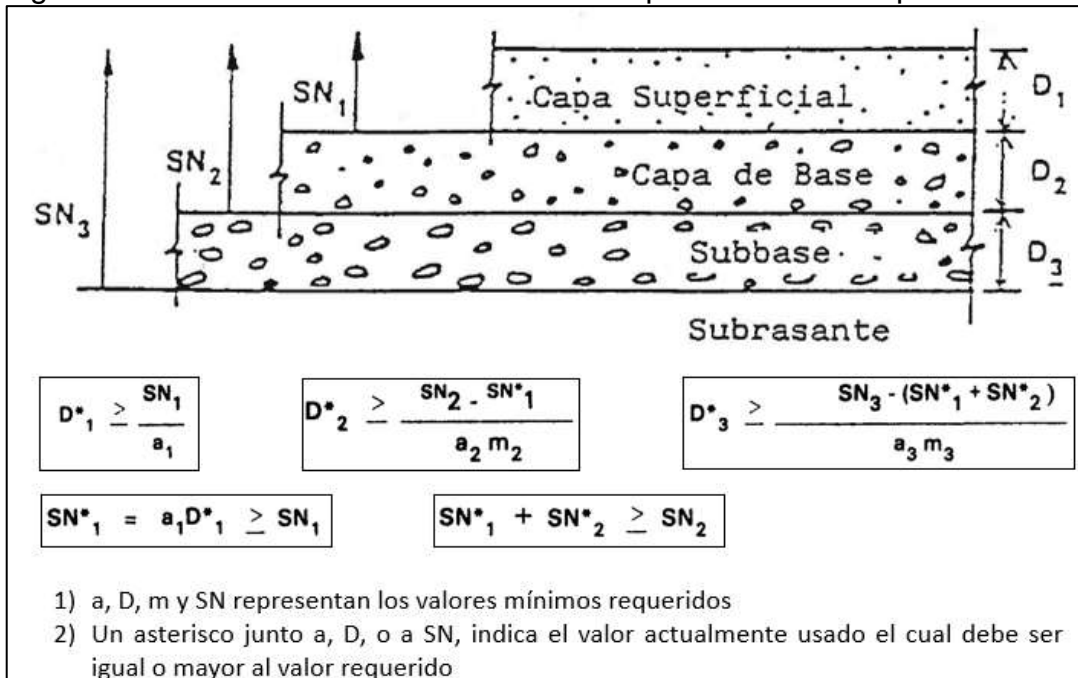 SN₁
Capa Superficial
D₁
SN₂
Capa de Base
D₂
SN₃
Subbase
D₃
Subrasante
D*₁ ≥ SN₁ / a₁
D*₂ ≥ SN₂ - SN*₁ / a₂ m₂
D*₃ ≥ SN₃ - (SN*₁ + SN*₂) / a₃ m₃
SN*₁ = a₁D*₁ ≥ SN₁
SN*₁ + SN*₂ ≥ SN₂
1) a, D, m y SN representan los valores mínimos requeridos
2) Un asterisco junto a, D, o a SN, indica el valor actualmente usado el cual debe ser
igual o mayor al valor requerido